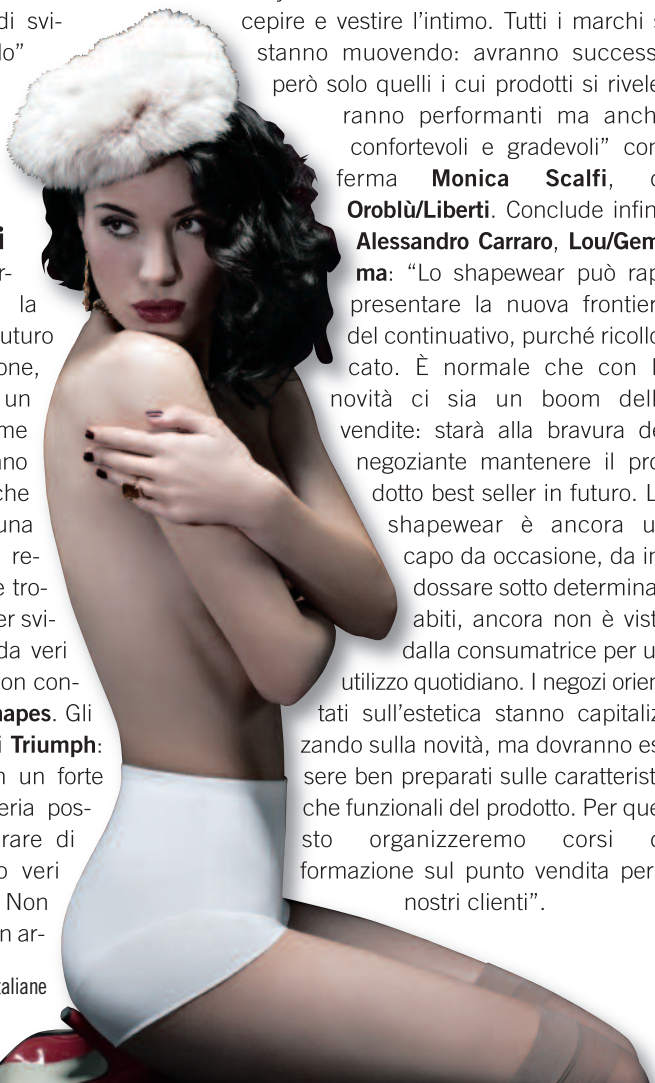 di svi-
lo”
i
r-
la
uturo
one,
un
me
nno
che
una
re-
e tro-
er svi-
da veri
on con-
hapes. Gli
i Triumph:
n un forte
eria pos-
rare di
o veri
Non
n ar-
taliane
cepire e vestire l’intimo. Tutti i marchi s
stanno muovendo: avranno success
però solo quelli i cui prodotti si rivele
ranno performanti ma anch
confortevoli e gradevoli” con
ferma Monica Scalfi, d
Oroblù/Liberti. Conclude infin
Alessandro Carraro, Lou/Gem
ma: “Lo shapewear può rap
presentare la nuova frontier
del continuativo, purché ricollo
cato. È normale che con l
novità ci sia un boom dell
vendite: starà alla bravura de
negoziante mantenere il pro
dotto best seller in futuro. L
shapewear è ancora u
capo da occasione, da in
dossare sotto determina
abiti, ancora non è vist
dalla consumatrice per u
utilizzo quotidiano. I negozi orien
tati sull’estetica stanno capitaliz
zando sulla novità, ma dovranno es
sere ben preparati sulle caratterist
che funzionali del prodotto. Per que
sto organizzeremo corsi d
formazione sul punto vendita per
nostri clienti”.